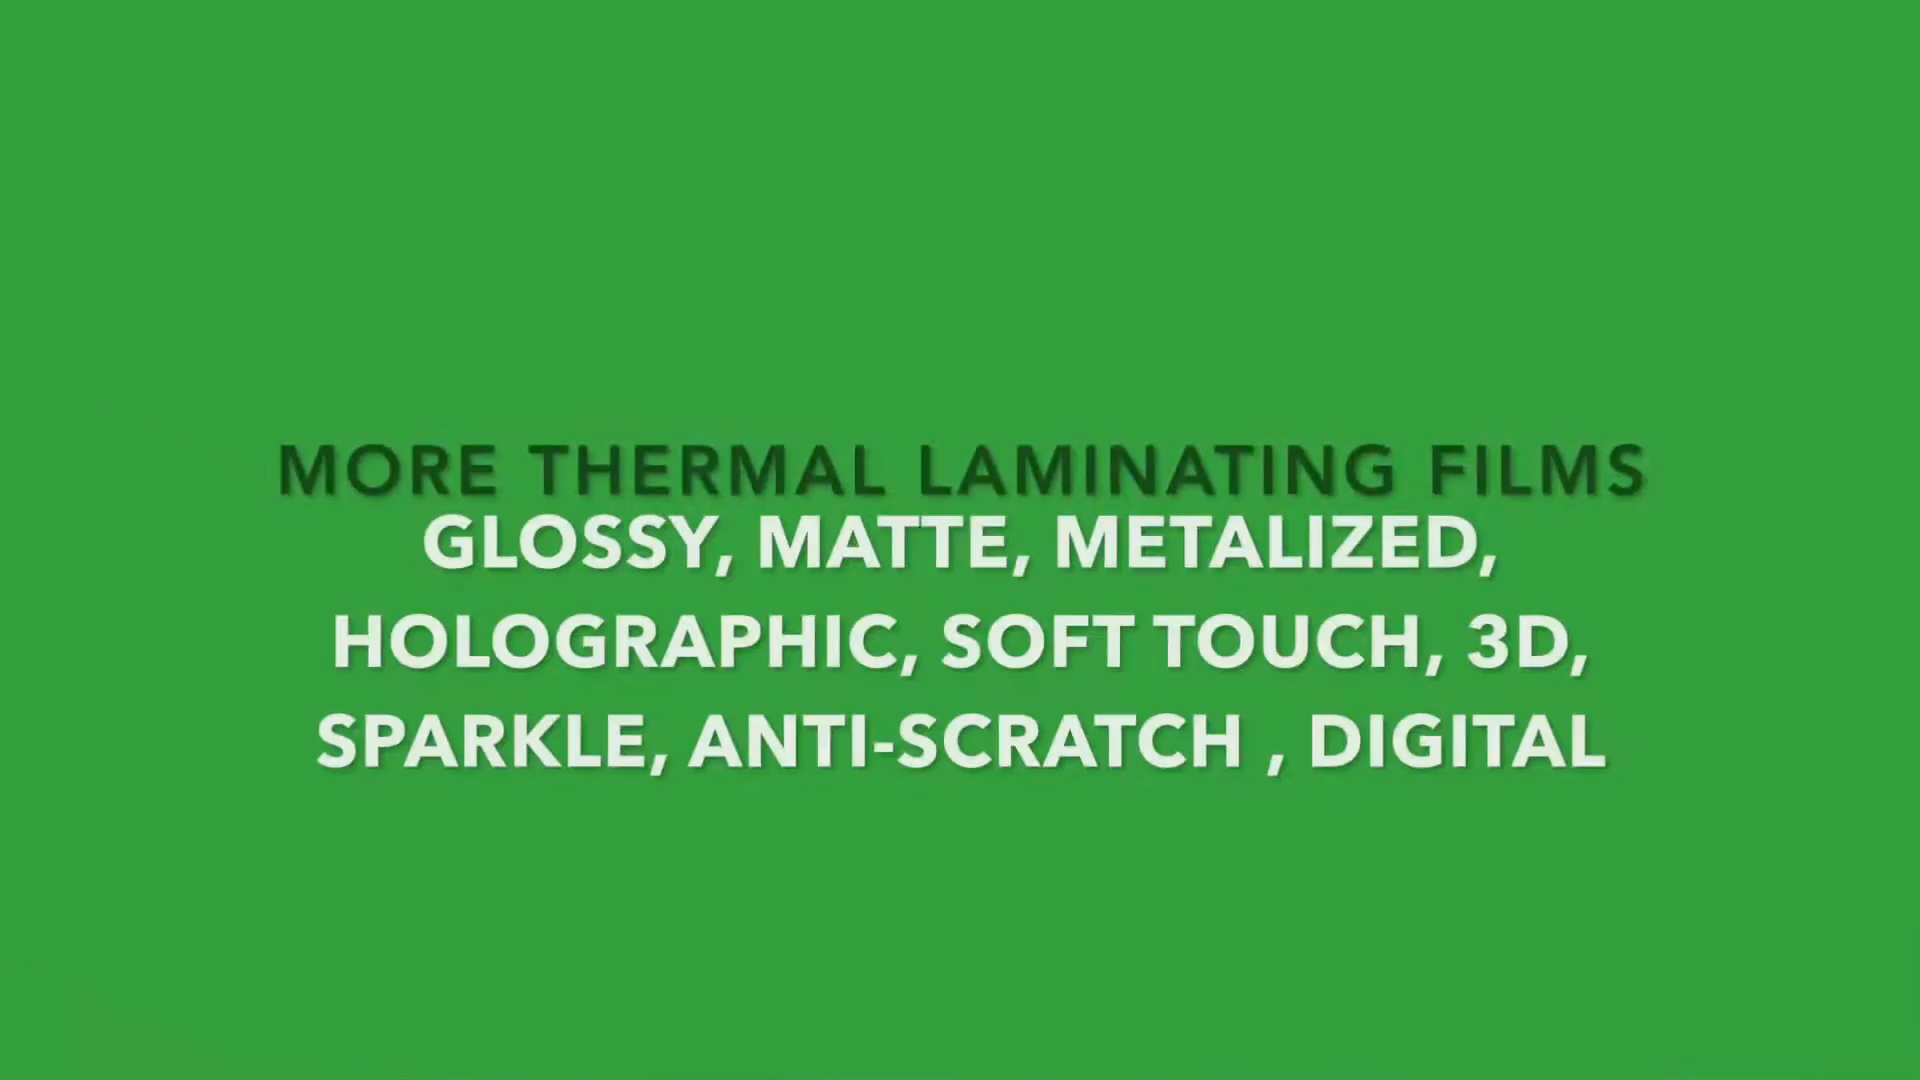 MORE THERMAL LAMINATING FILMS
GLOSSY, MATTE, METALIZED,
HOLOGRAPHIC, SOFT TOUCH, 3D,
SPARKLE, ANTI-SCRATCH , DIGITAL